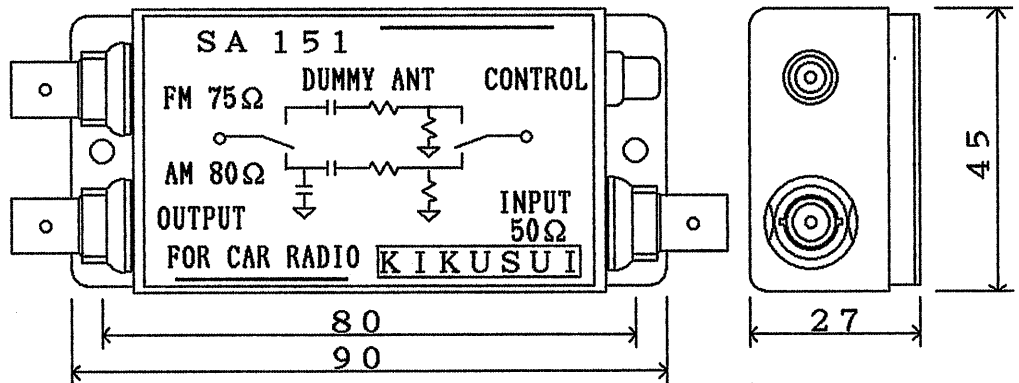 SA 151
DUMMY ANT
CONTROL
FM 75Ω
AM 80Ω
OUTPUT
INPUT
50Ω
FOR CAR RADIO
KIKUSUI
80
90
27
45